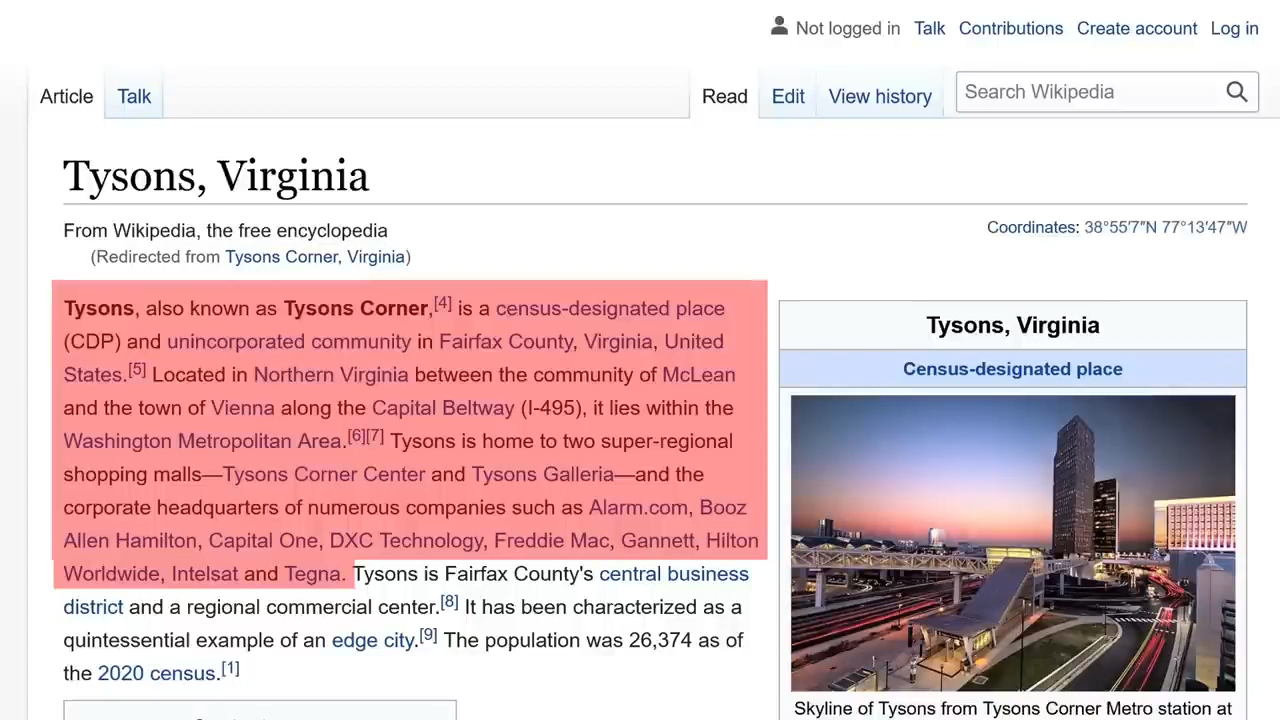 Not logged in Talk Contributions Create account Log in
Article Talk Read Edit View history Search Wikipedia
Tysons, Virginia
From Wikipedia, the free encyclopedia
Coordinates: 38°55′7″N 77°13′47″W
(Redirected from Tysons Corner, Virginia)
Tysons, also known as Tysons Corner,[4] is a census-designated place
(CDP) and unincorporated community in Fairfax County, Virginia, United
States.[5] Located in Northern Virginia between the community of McLean
and the town of Vienna along the Capital Beltway (I-495), it lies within the
Washington Metropolitan Area.[6][7] Tysons is home to two super-regional
shopping malls—Tysons Corner Center and Tysons Galleria—and the
corporate headquarters of numerous companies such as Alarm.com, Booz
Allen Hamilton, Capital One, DXC Technology, Freddie Mac, Gannett, Hilton
Worldwide, Intelsat and Tegna. Tysons is Fairfax County's central business
district and a regional commercial center.[8] It has been characterized as a
quintessential example of an edge city.[9] The population was 26,374 as of
the 2020 census.[1]
Tysons, Virginia
Census-designated place
Skyline of Tysons from Tysons Corner Metro station at